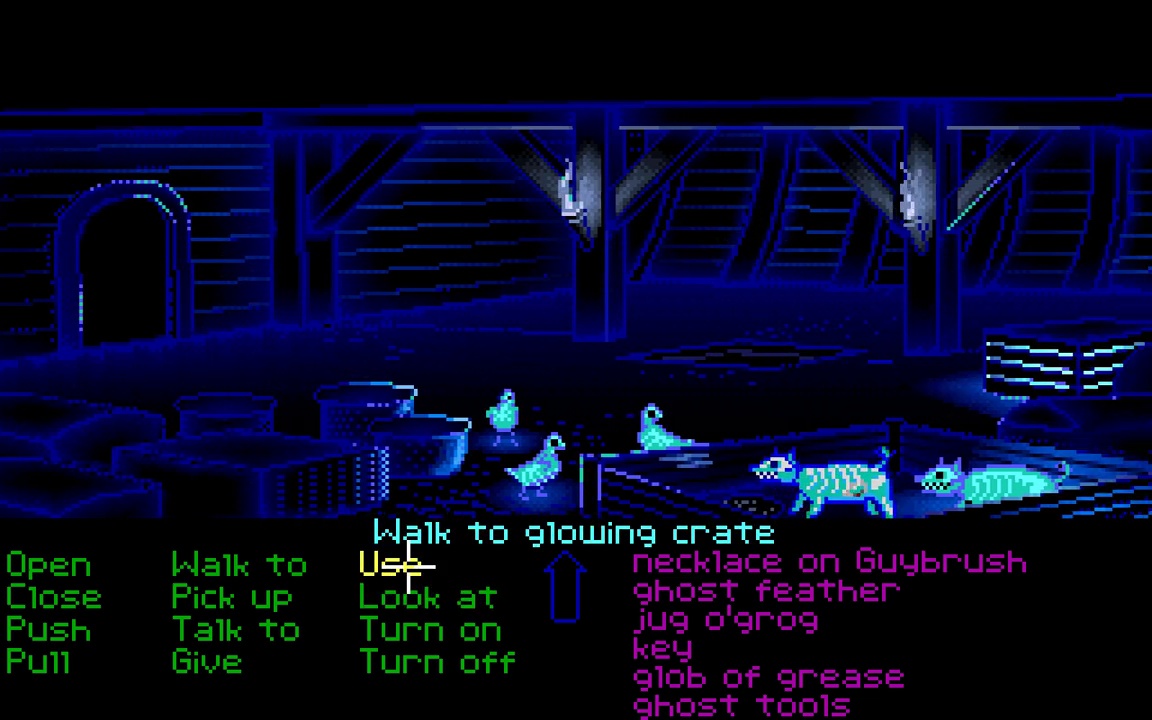 Walk to glowing crate
Open Walk to Use
Close Pick up Look at
Push Talk to Turn on
Pull Give Turn off
necklace on Guybrush
ghost feather
jug o'grog
key
glob of grease
ghost tools